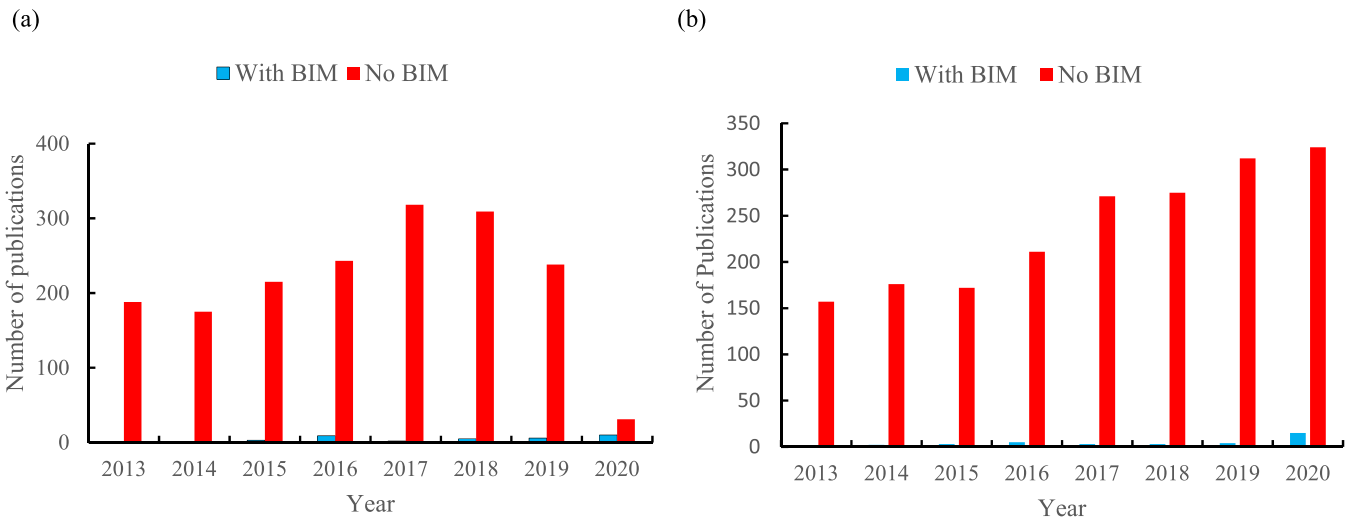 (a)
With BIM No BIM
Number of publications
400
300
200
100
0
2013 2014 2015 2016 2017 2018 2019 2020
Year
(b)
With BIM No BIM
Number of Publications
350
300
250
200
150
100
50
0
2013 2014 2015 2016 2017 2018 2019 2020
Year